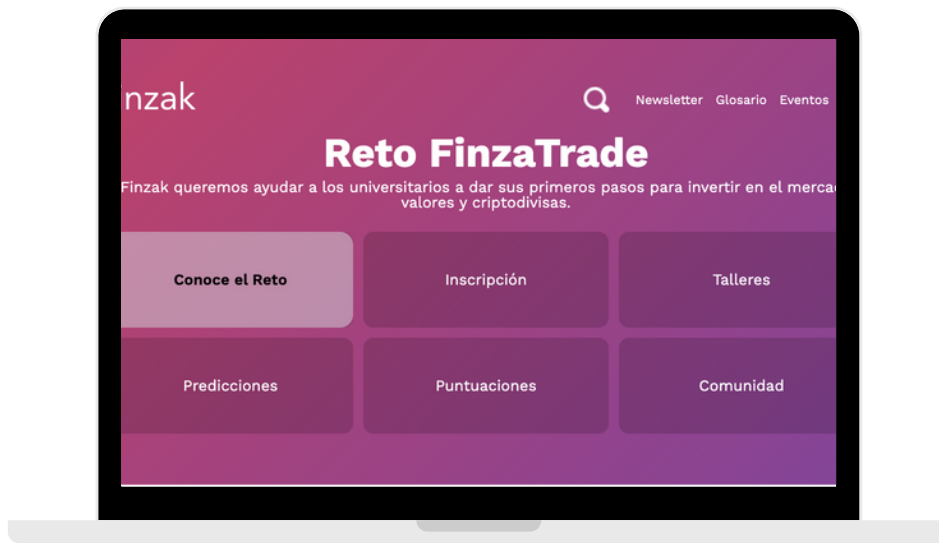 inzak
Newsletter Glosario Eventos
Reto FinzaTrade
Finzak queremos ayudar a los universitarios a dar sus primeros pasos para invertir en el merca
valores y criptodivisas.
Conoce el Reto
Inscripción
Talleres
Predicciones
Puntuaciones
Comunidad